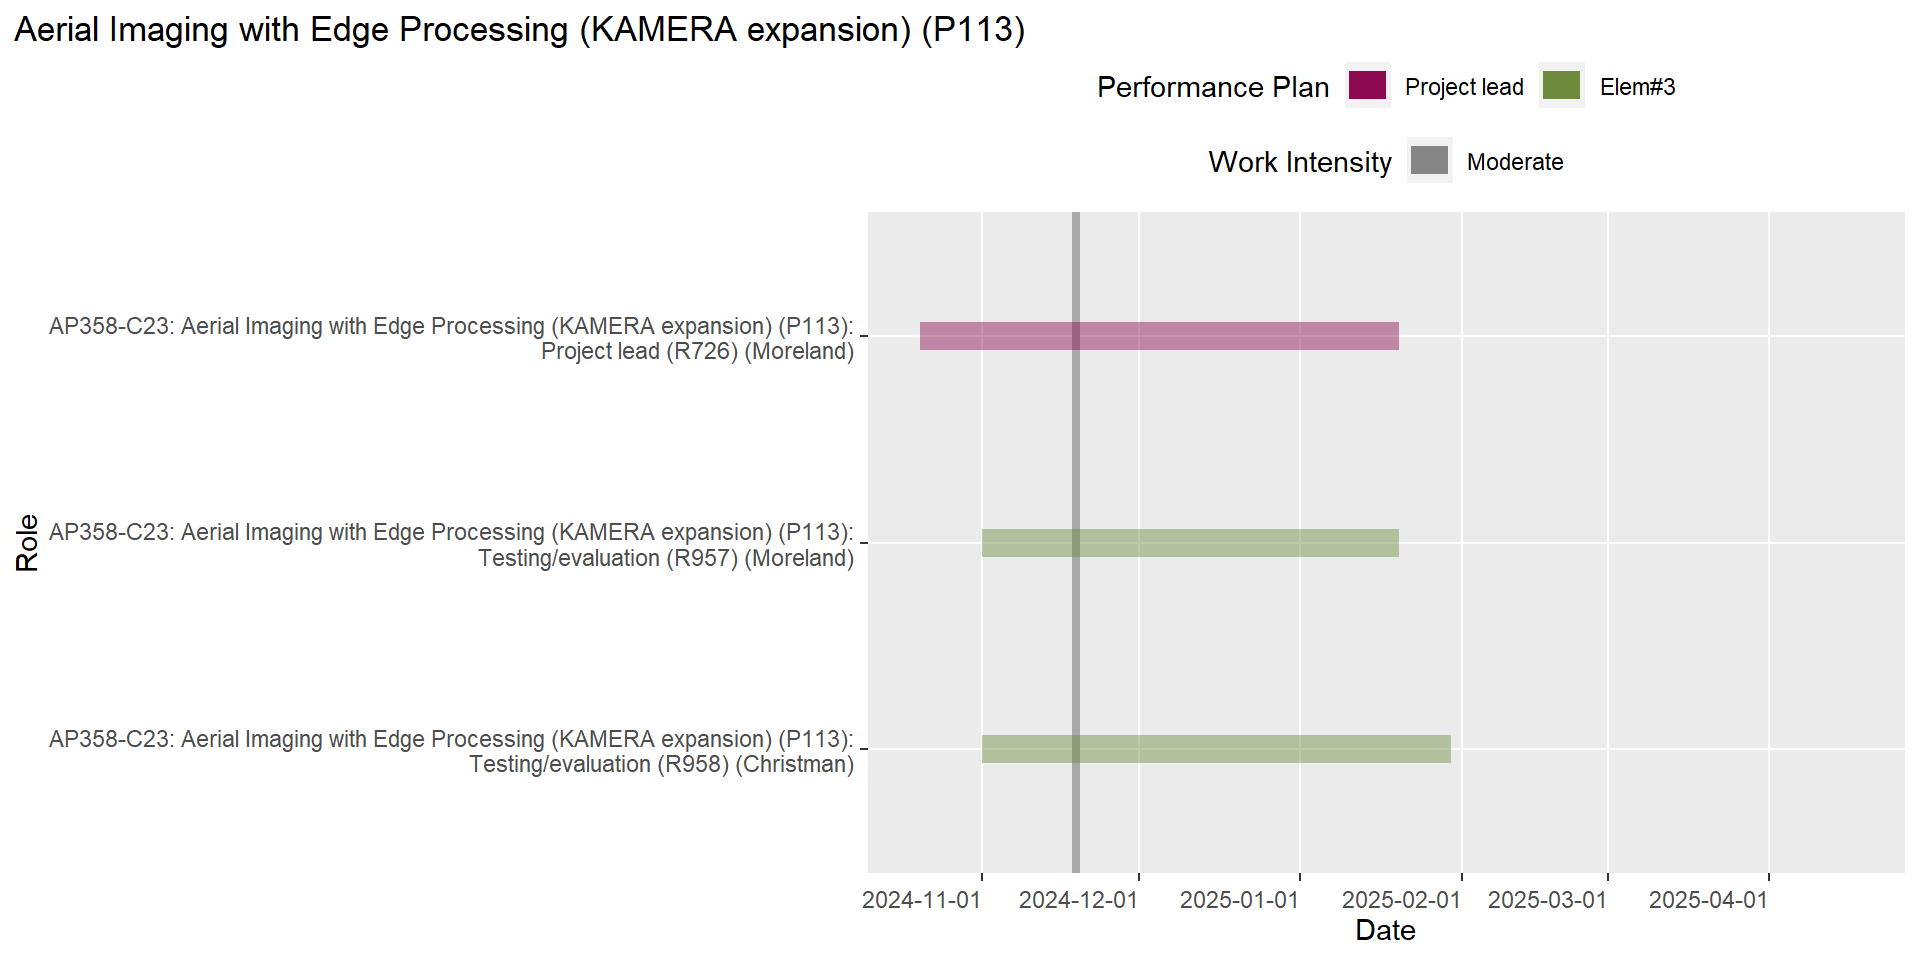 Aerial Imaging with Edge Processing (KAMERA expansion) (P113)
Performance Plan Project lead Elem#3
Work Intensity Moderate
Role
AP358-C23: Aerial Imaging with Edge Processing (KAMERA expansion) (P113):
Project lead (R726) (Moreland)
AP358-C23: Aerial Imaging with Edge Processing (KAMERA expansion) (P113):
Testing/evaluation (R957) (Moreland)
AP358-C23: Aerial Imaging with Edge Processing (KAMERA expansion) (P113):
Testing/evaluation (R958) (Christman)
2024-11-01 2024-12-01 2025-01-01 2025-02-01 2025-03-01 2025-04-01
Date